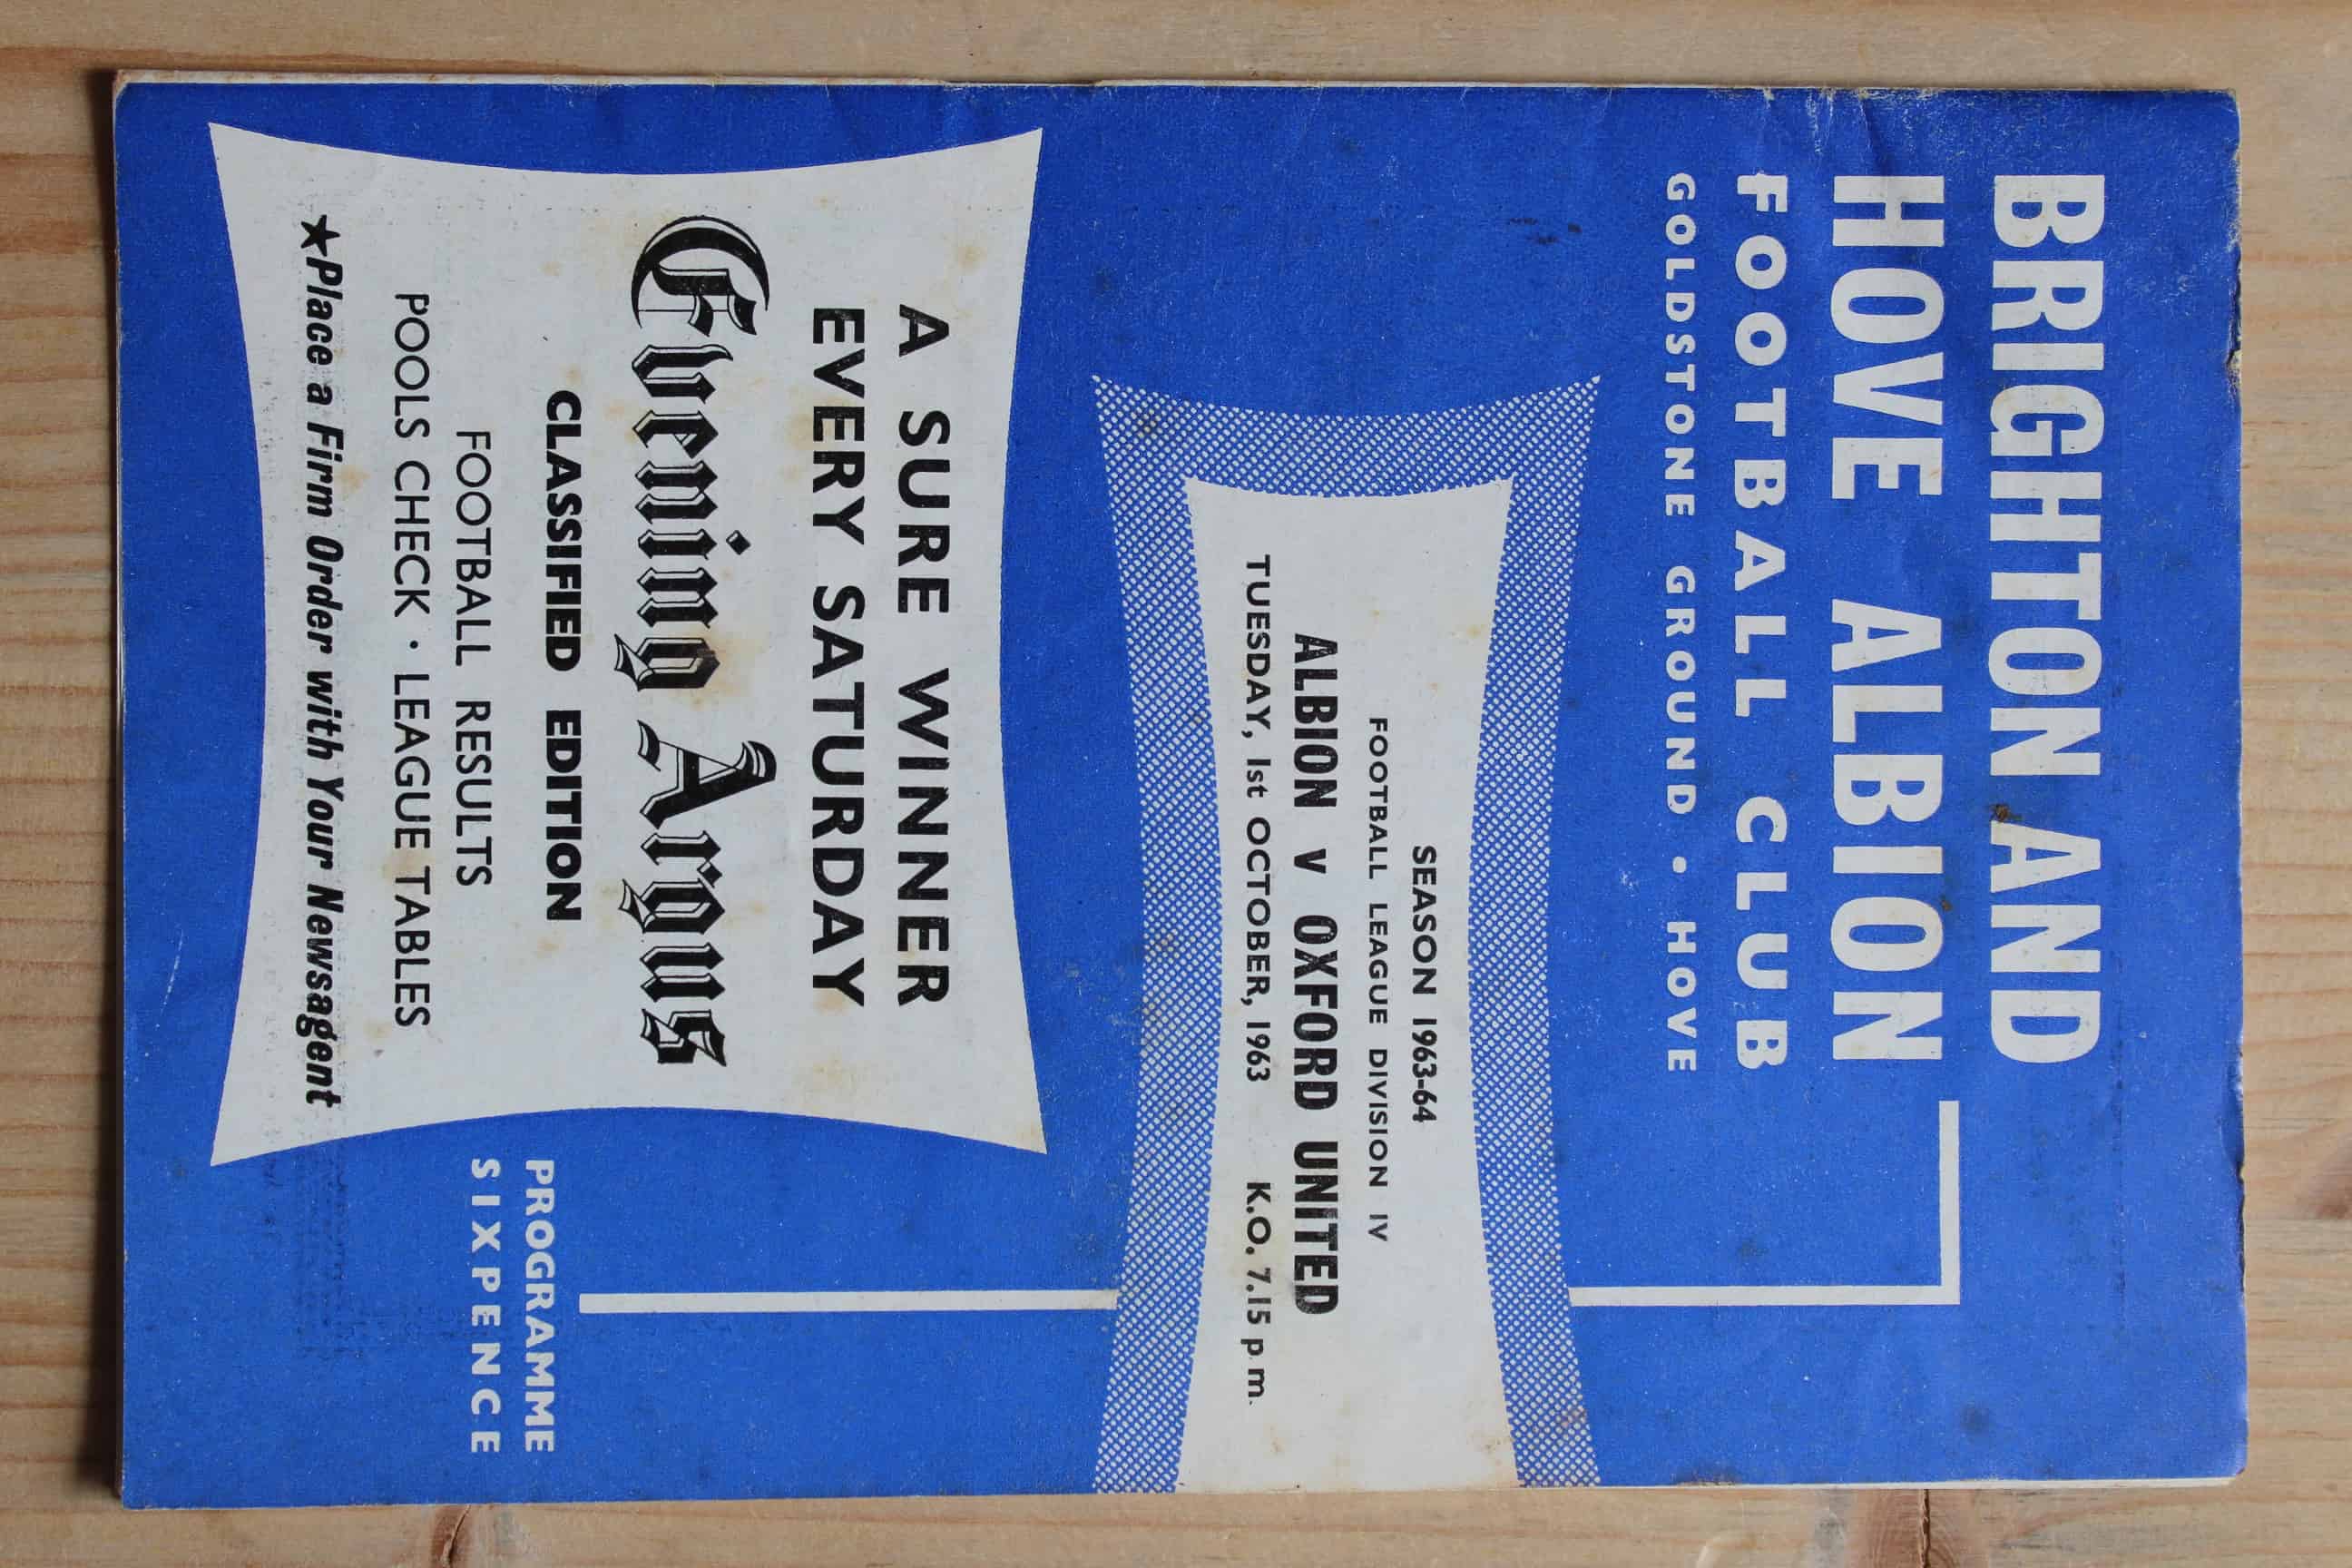 BRIGHTON AND
HOVE ALBION
FOOTBALL CLUB
GOLDSTONE GROUND • HOVE
SEASON 1963-64
FOOTBALL LEAGUE DIVISION IV
ALBION v OXFORD UNITED
TUESDAY, 1st OCTOBER, 1963 K.O. 7.15 p m.
A SURE WINNER
EVERY SATURDAY
Evening Argus
CLASSIFIED EDITION
FOOTBALL RESULTS
POOLS CHECK · LEAGUE TABLES
★Place a Firm Order with Your Newsagent
PROGRAMME
SIXPENCE